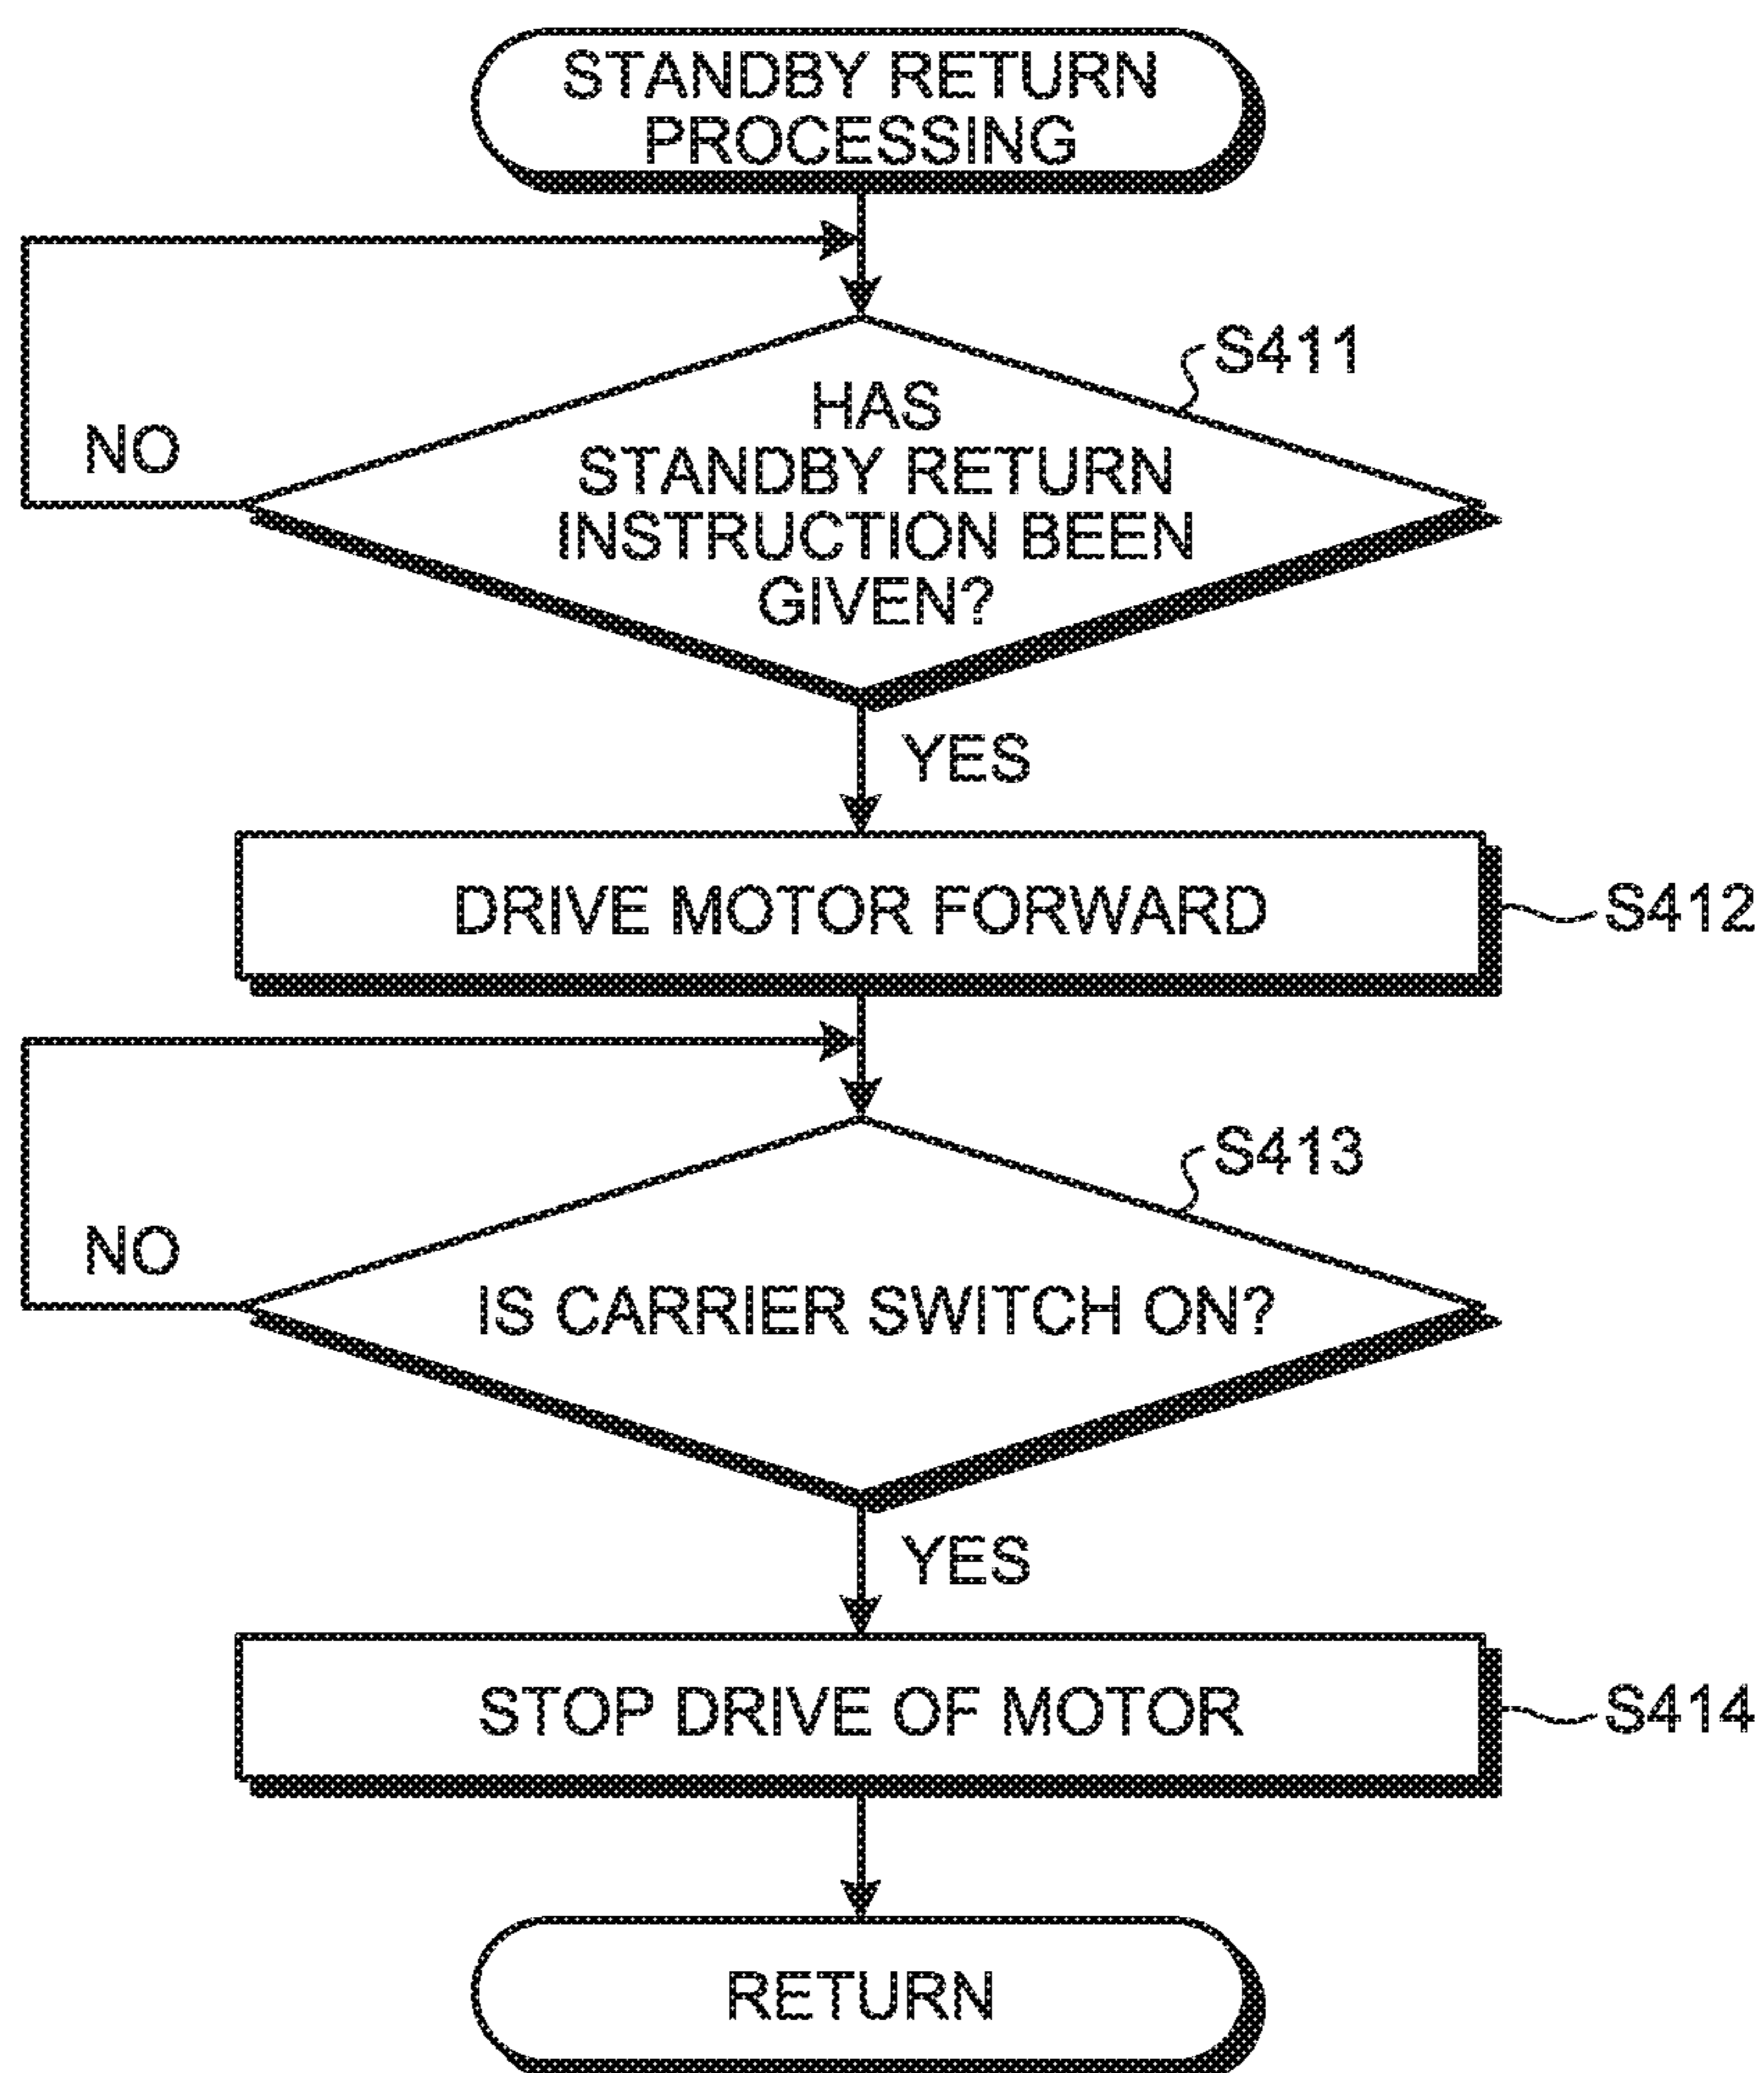 STANDBY RETURN
PROCESSING
S411
HAS
STANDBY RETURN
INSTRUCTION BEEN
GIVEN?
NO
YES
DRIVE MOTOR FORWARD
S412
S413
NO
IS CARRIER SWITCH ON?
YES
STOP DRIVE OF MOTOR
S414
RETURN